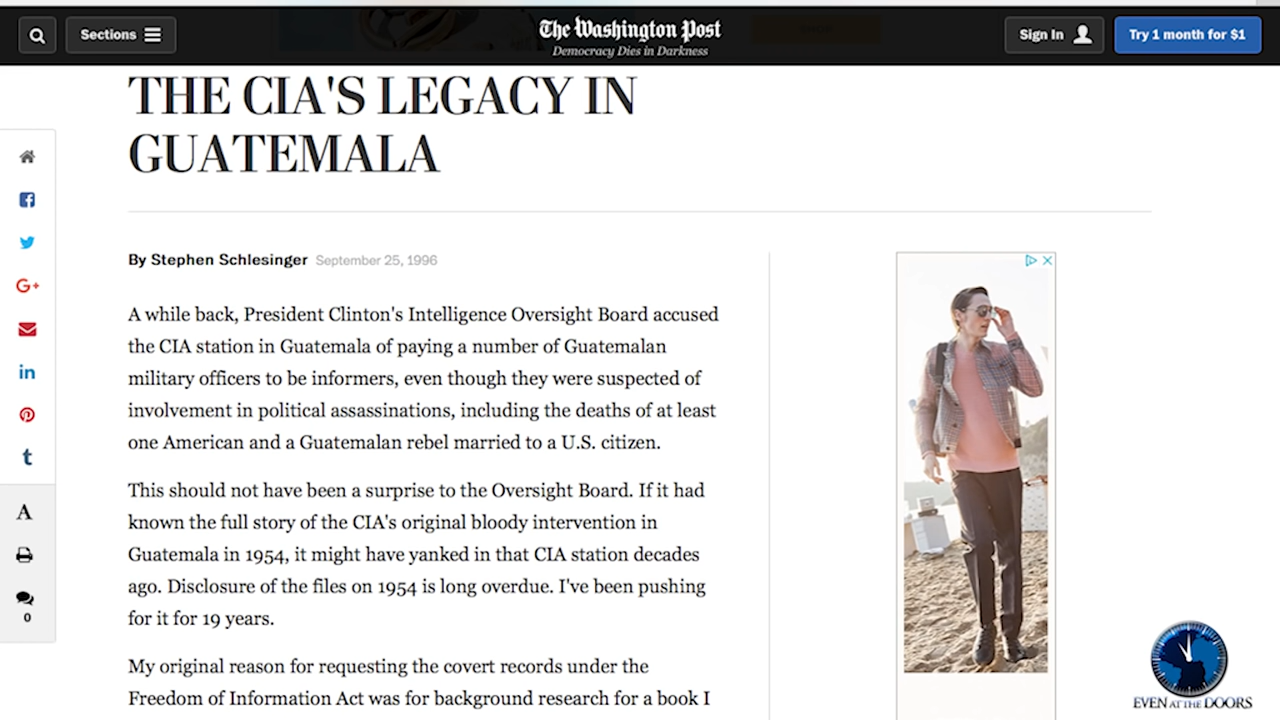 Sections
The Washington Post
Democracy Dies in Darkness
Sign In
Try 1 month for $1
THE CIA'S LEGACY IN
GUATEMALA
By Stephen Schlesinger September 25, 1996
A while back, President Clinton's Intelligence Oversight Board accused
the CIA station in Guatemala of paying a number of Guatemalan
military officers to be informers, even though they were suspected of
involvement in political assassinations, including the deaths of at least
one American and a Guatemalan rebel married to a U.S. citizen.
This should not have been a surprise to the Oversight Board. If it had
known the full story of the CIA's original bloody intervention in
Guatemala in 1954, it might have yanked in that CIA station decades
ago. Disclosure of the files on 1954 is long overdue. I've been pushing
for it for 19 years.
My original reason for requesting the covert records under the
Freedom of Information Act was for background research for a book I
G+
in
t
A
0
EVEN AT THE DOORS